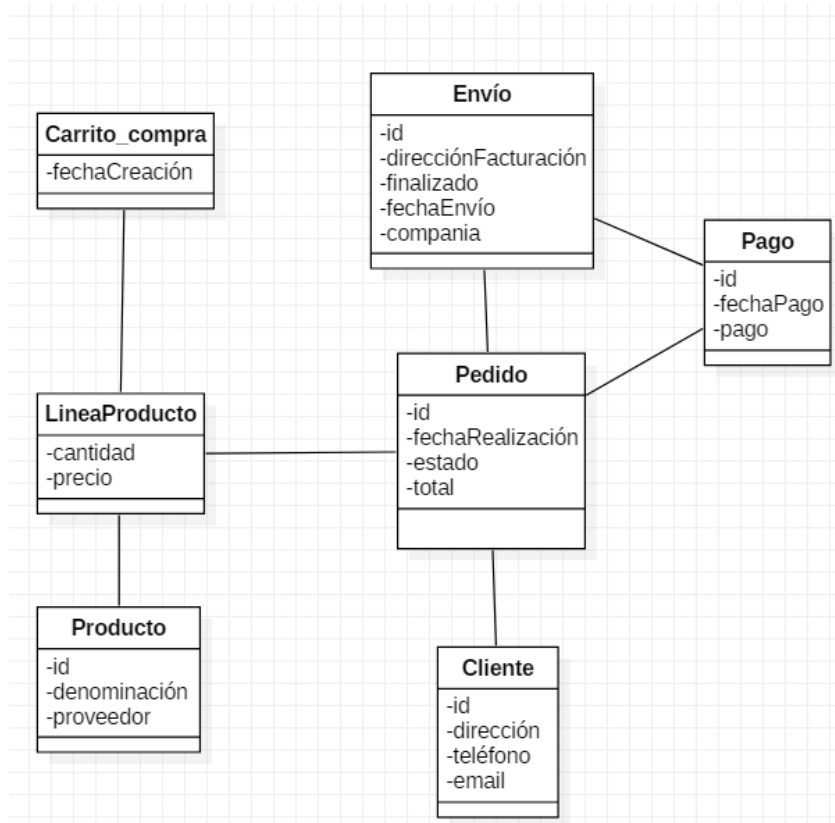 Carrito_compra
-fechaCreación
Envío
-id
-direcciónFacturación
-finalizado
-fechaEnvío
-compania
Pago
-id
-fechaPago
-pago
LineaProducto
-cantidad
-precio
Pedido
-id
-fechaRealización
-estado
-total
Producto
-id
-denominación
-proveedor
Cliente
-id
-dirección
-teléfono
-email